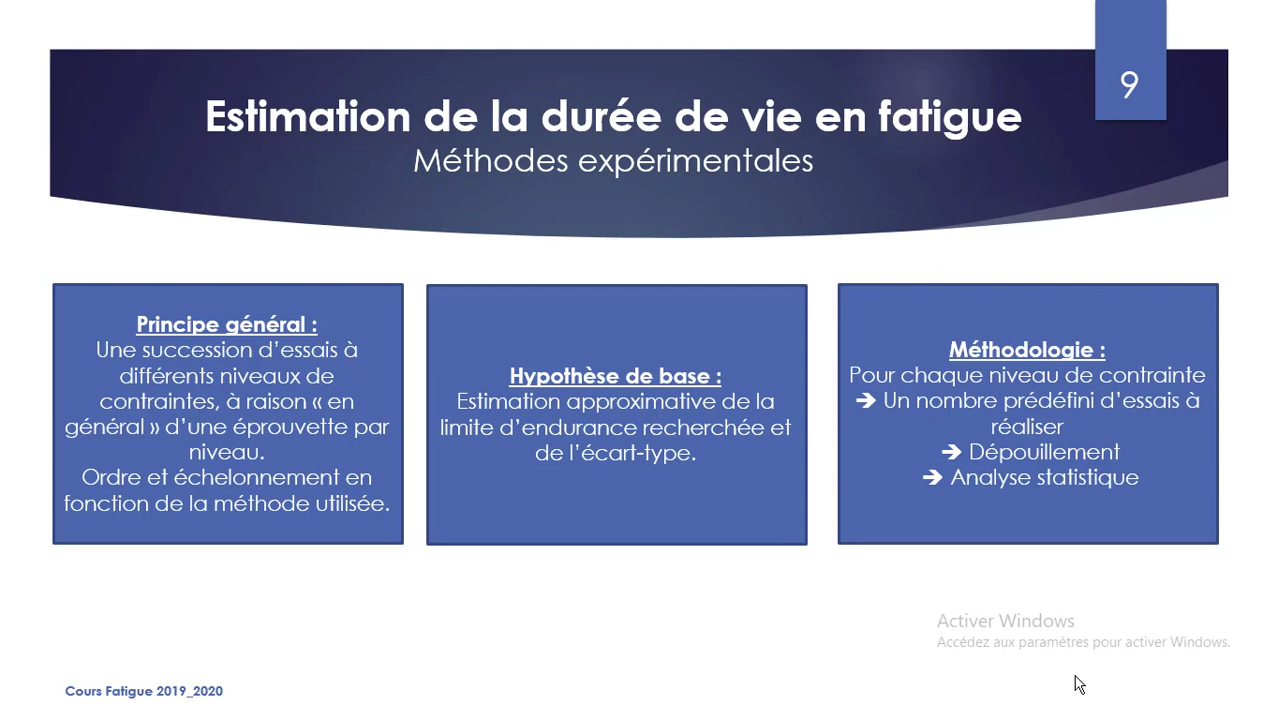 9
Estimation de la durée de vie en fatigue
Méthodes expérimentales
Principe général :
Une succession d’essais à
différents niveaux de
contraintes, à raison « en
général » d’une éprouvette par
niveau.
Ordre et échelonnement en
fonction de la méthode utilisée.
Hypothèse de base :
Estimation approximative de la
limite d’endurance recherchée et
de l’écart-type.
Méthodologie :
Pour chaque niveau de contrainte
➔ Un nombre prédéfini d’essais à
réaliser
➔ Dépouillement
➔ Analyse statistique
Activer Windows
Accédez aux paramètres pour activer Windows.
Cours Fatigue 2019_2020